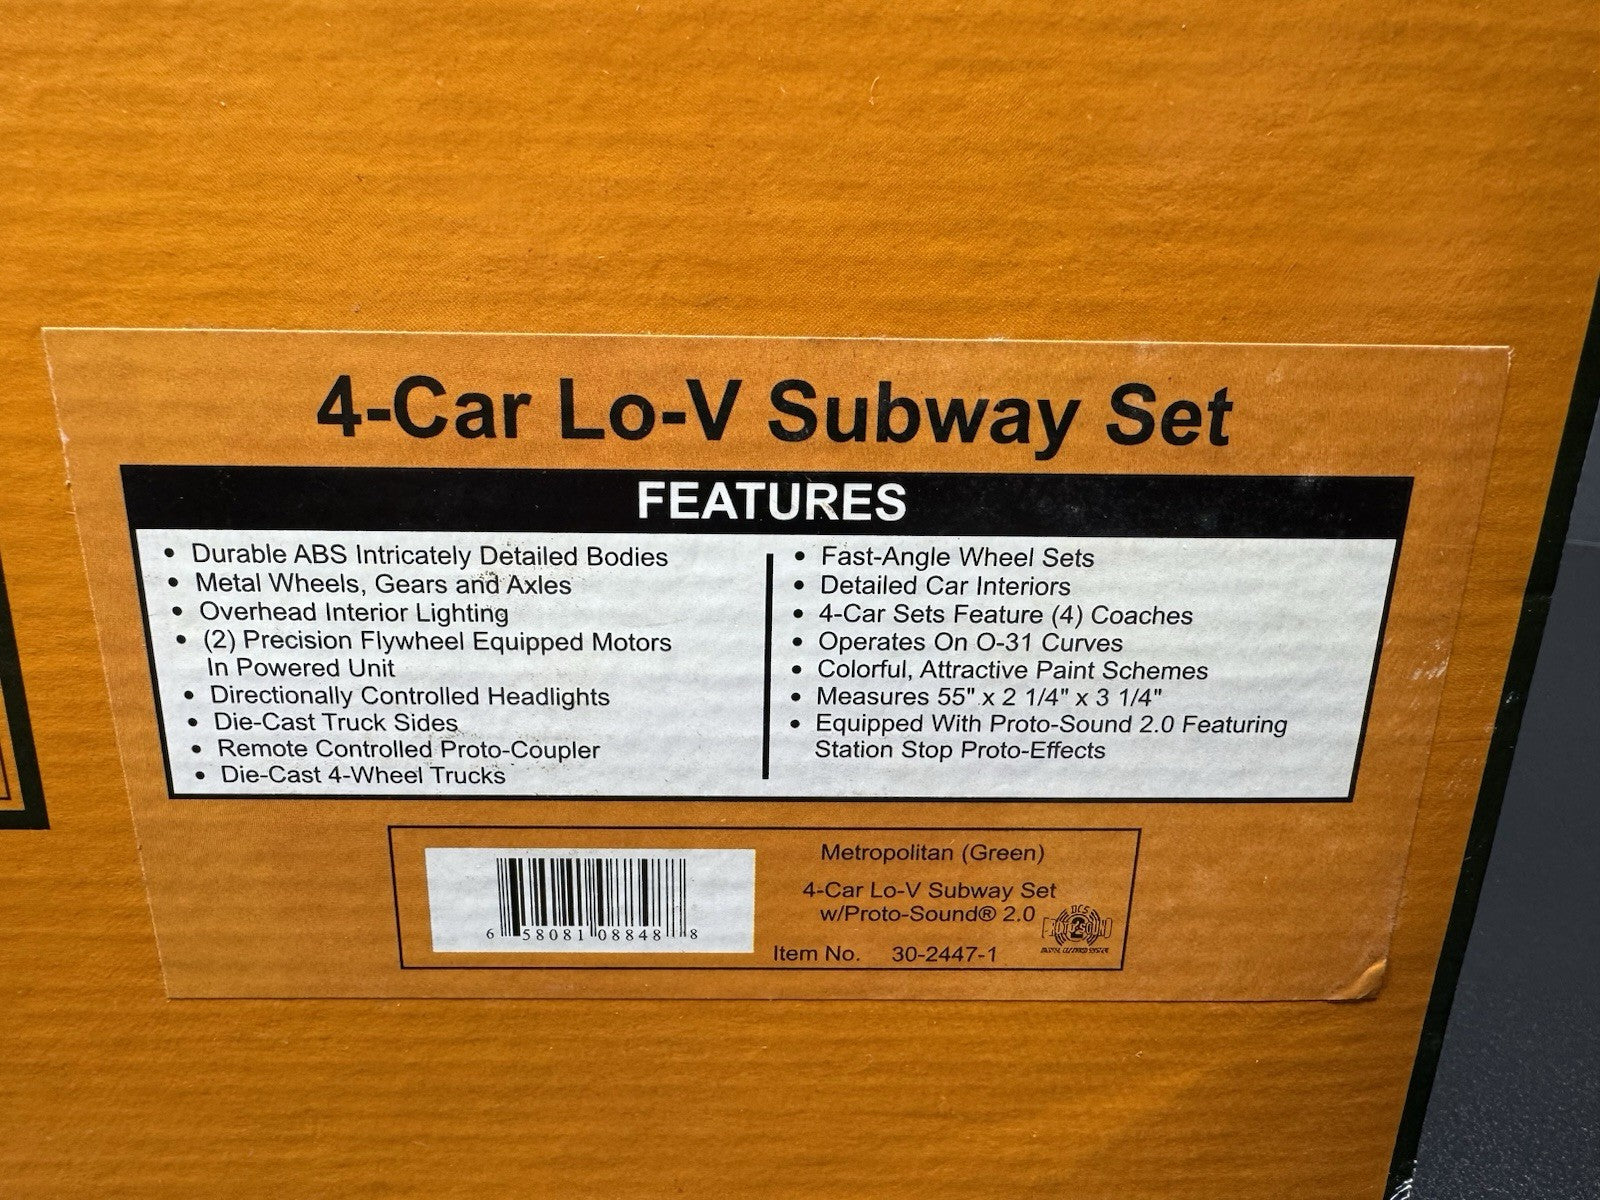 4-Car Lo-V Subway Set
FEATURES
• Durable ABS Intricately Detailed Bodies
• Metal Wheels, Gears and Axles
• Overhead Interior Lighting
• (2) Precision Flywheel Equipped Motors
In Powered Unit
• Directionally Controlled Headlights
• Die-Cast Truck Sides
• Remote Controlled Proto-Coupler
• Die-Cast 4-Wheel Trucks
• Fast-Angle Wheel Sets
• Detailed Car Interiors
• 4-Car Sets Feature (4) Coaches
• Operates On O-31 Curves
• Colorful, Attractive Paint Schemes
• Measures 55" x 2 1/4" x 3 1/4"
• Equipped With Proto-Sound 2.0 Featuring
Station Stop Proto-Effects
6 58081 08848 8
Metropolitan (Green)
4-Car Lo-V Subway Set
w/Proto-Sound® 2.0
DCS
2
Item No. 30-2447-1